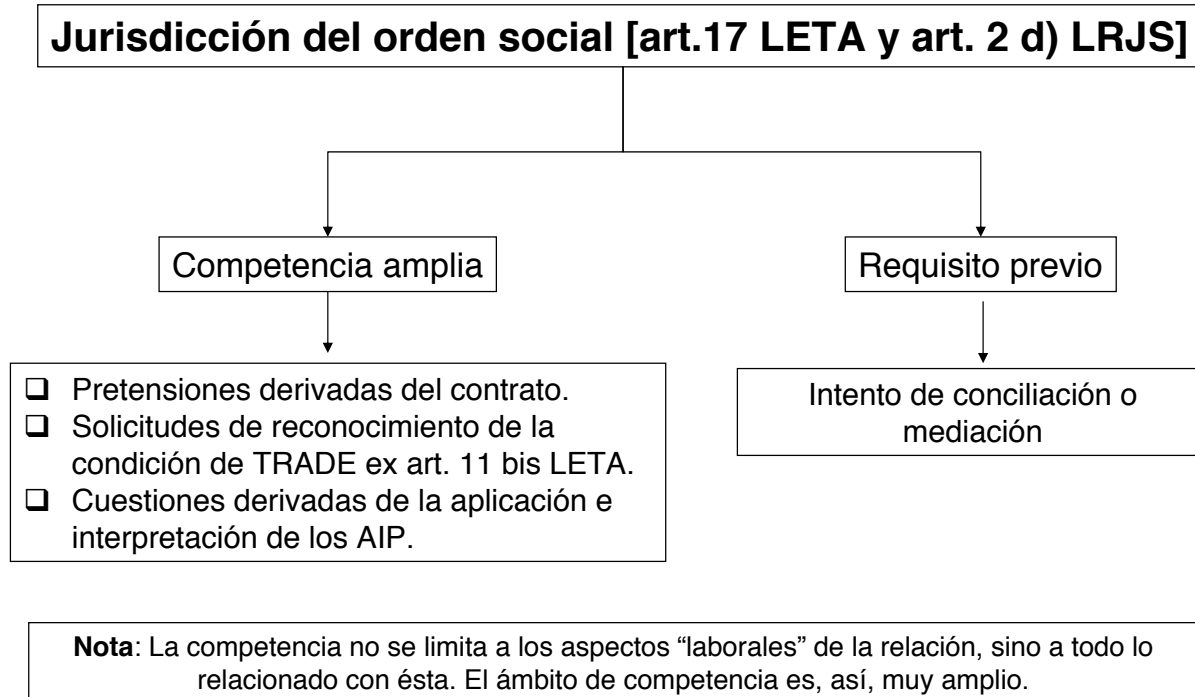 Jurisdicción del orden social [art.17 LETA y art. 2 d) LRJS]
Competencia amplia
Requisito previo
❑ Pretensiones derivadas del contrato.
❑ Solicitudes de reconocimiento de la
condición de TRADE ex art. 11 bis LETA.
❑ Cuestiones derivadas de la aplicación e
interpretación de los AIP.
Intento de conciliación o
mediación
Nota: La competencia no se limita a los aspectos “laborales” de la relación, sino a todo lo
relacionado con ésta. El ámbito de competencia es, así, muy amplio.